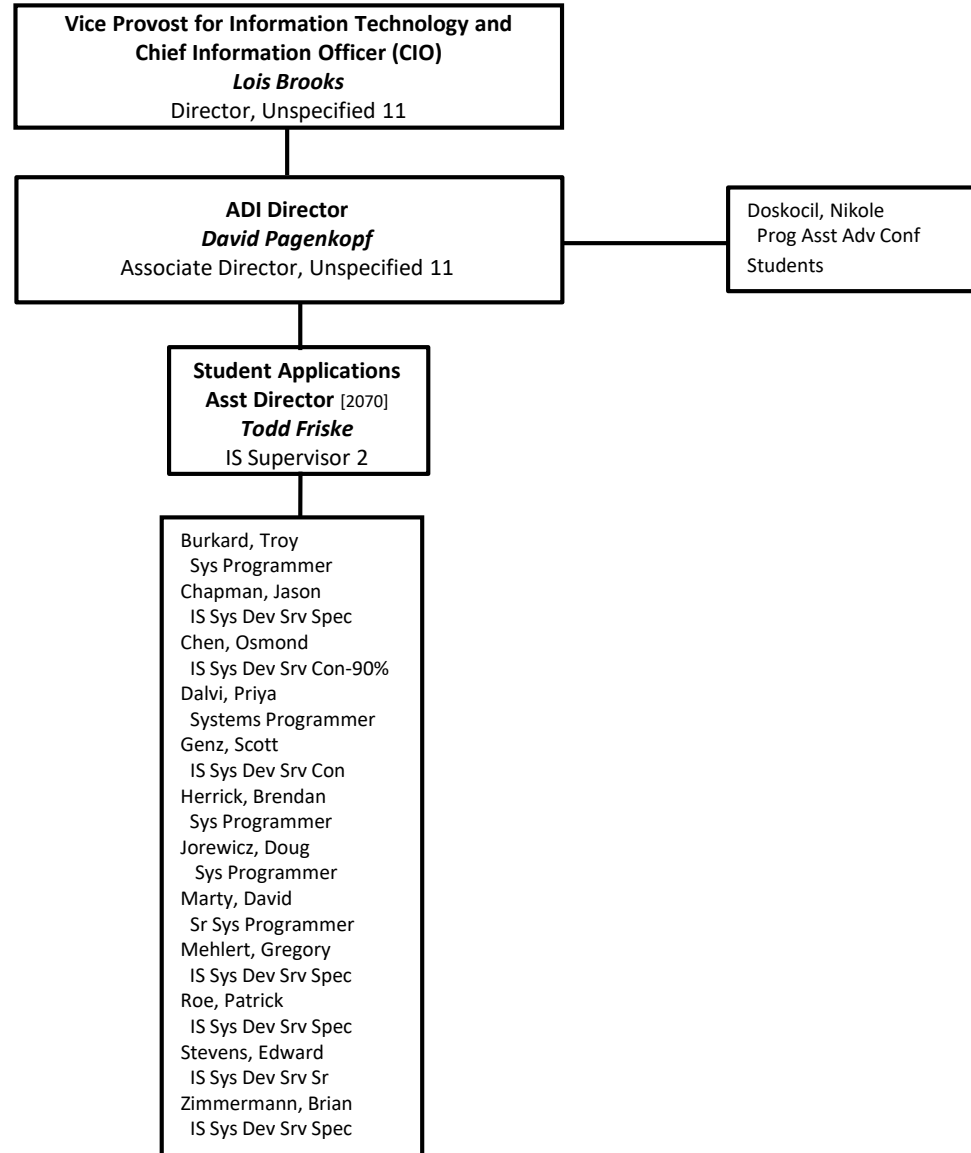 Vice Provost for Information Technology and
Chief Information Officer (CIO)
Lois Brooks
Director, Unspecified 11
ADI Director
David Pagenkopf
Associate Director, Unspecified 11
Doskocil, Nikole
Prog Asst Adv Conf
Students
Student Applications
Asst Director [2070]
Todd Friske
IS Supervisor 2
Burkard, Troy
Sys Programmer
Chapman, Jason
IS Sys Dev Srv Spec
Chen, Osmond
IS Sys Dev Srv Con-90%
Dalvi, Priya
Systems Programmer
Genz, Scott
IS Sys Dev Srv Con
Herrick, Brendan
Sys Programmer
Jorewicz, Doug
Sys Programmer
Marty, David
Sr Sys Programmer
Mehlert, Gregory
IS Sys Dev Srv Spec
Roe, Patrick
IS Sys Dev Srv Spec
Stevens, Edward
IS Sys Dev Srv Sr
Zimmermann, Brian
IS Sys Dev Srv Spec